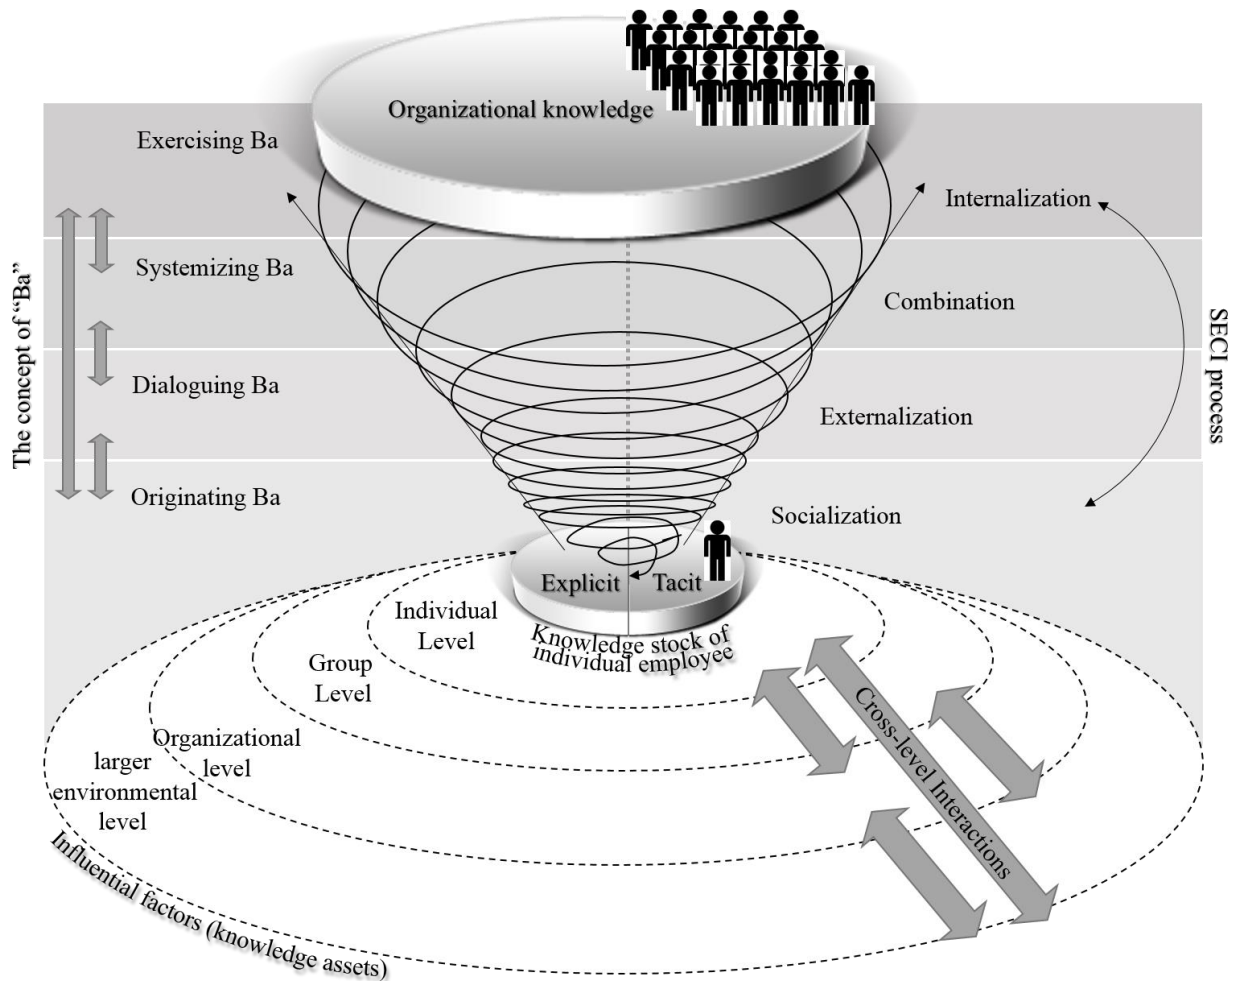 Organizational knowledge
Exercising Ba
Internalization
Systemizing Ba
Combination
The concept of “Ba”
SECI process
Dialoguing Ba
Externalization
Originating Ba
Socialization
Explicit
Tacit
Knowledge stock of
individual employee
Individual
Level
Group
Level
Organizational
level
larger
environmental
level
Cross-level Interactions
Influential factors (knowledge assets)